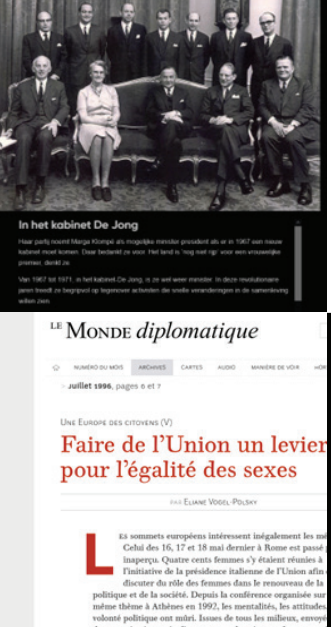 In het kabinet De Jong
Haar partij noemt Marga Klompé als mogelijke minister president als er in 1967 een nieuw
kabinet moet komen. Daar bedankt ze voor. Het land is 'nog niet rijp' voor een vrouwelijke
premier, denkt ze.
Van 1967 tot 1971, in het kabinet De Jong, is ze wel weer minister. In deze revolutionaire
jaren treedt ze begripvol op tegenover activisten die snelle veranderingen in de samenleving
willen zien.
LE MONDE diplomatique
NUMÉRO DU MOIS ARCHIVES CARTES AUDIO MANIÈRE DE VOIR
> Juillet 1996, pages 6 et 7
UNE EUROPE DES CITOYENS (V)
Faire de l'Union un levier
pour l'égalité des sexes
PAR ELIANE VOGEL-POLSKY
LES sommets européens intéressent inégalement les
Celui des 16, 17 et 18 mai dernier à Rome est passé
inaperçu. Quatre cents femmes s'y étaient réunies à
l'initiative de la présidence italienne de l'Union afin
discuter du rôle des femmes dans le renouveau de la
politique et de la société. Depuis la conférence organisée sur
même thème à Athènes en 1992, les mentalités, les attitudes,
volonté politique ont mûri. Issues de tous les milieux,